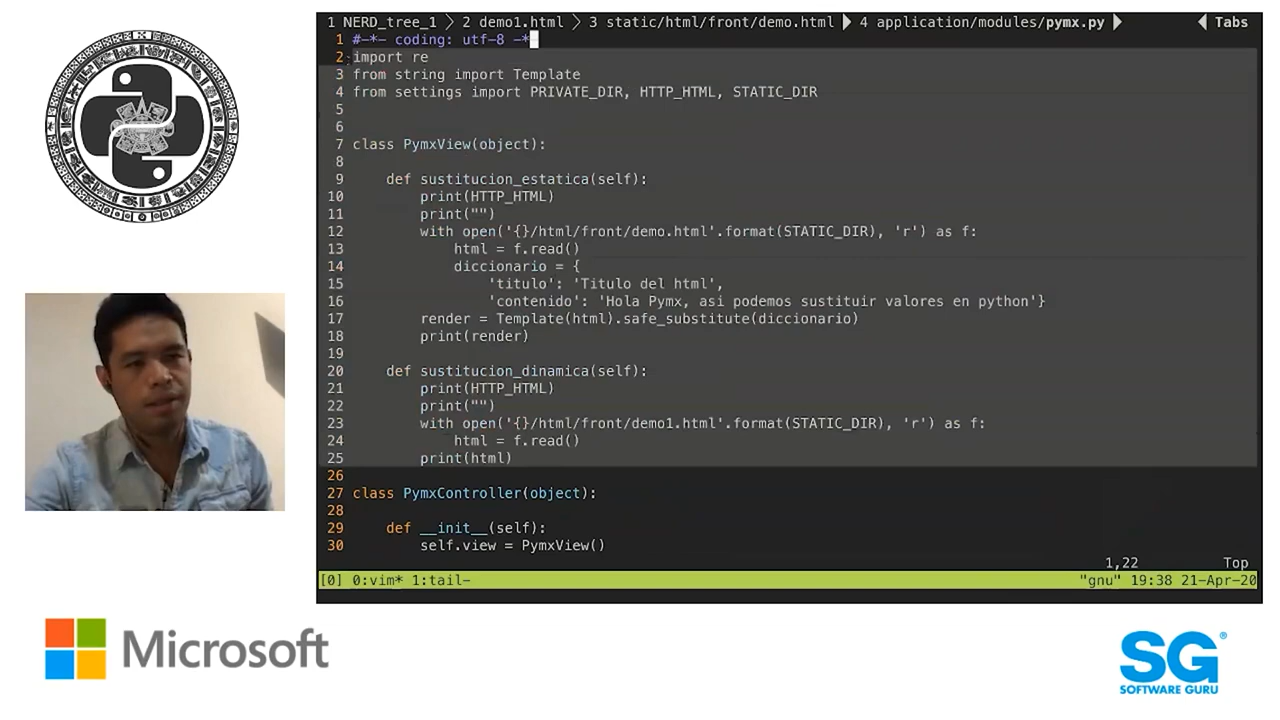 1 NERD_tree_1 〉 2 demo1.html 〉 3 static/html/front/demo.html 4 application/modules/pymx.py Tabs
1 #-*- coding: utf-8 -*-
2 import re
3 from string import Template
4 from settings import PRIVATE_DIR, HTTP_HTML, STATIC_DIR
5
6
7 class PymxView(object):
8
9 def sustitucion_estatica(self):
10 print(HTTP_HTML)
11 print("")
12 with open('{}/html/front/demo.html'.format(STATIC_DIR), 'r') as f:
13 html = f.read()
14 diccionario = {
15 'titulo': 'Titulo del html',
16 'contenido': 'Hola Pymx, asi podemos sustituir valores en python'}
17 render = Template(html).safe_substitute(diccionario)
18 print(render)
19
20 def sustitucion_dinamica(self):
21 print(HTTP_HTML)
22 print("")
23 with open('{}/html/front/demo1.html'.format(STATIC_DIR), 'r') as f:
24 html = f.read()
25 print(html)
26
27 class PymxController(object):
28
29 def __init__(self):
30 self.view = PymxView()
1,22 Top
[0] 0:vim* 1:tail- "gnu" 19:38 21-Apr-20
Microsoft
SG®
SOFTWARE GURU